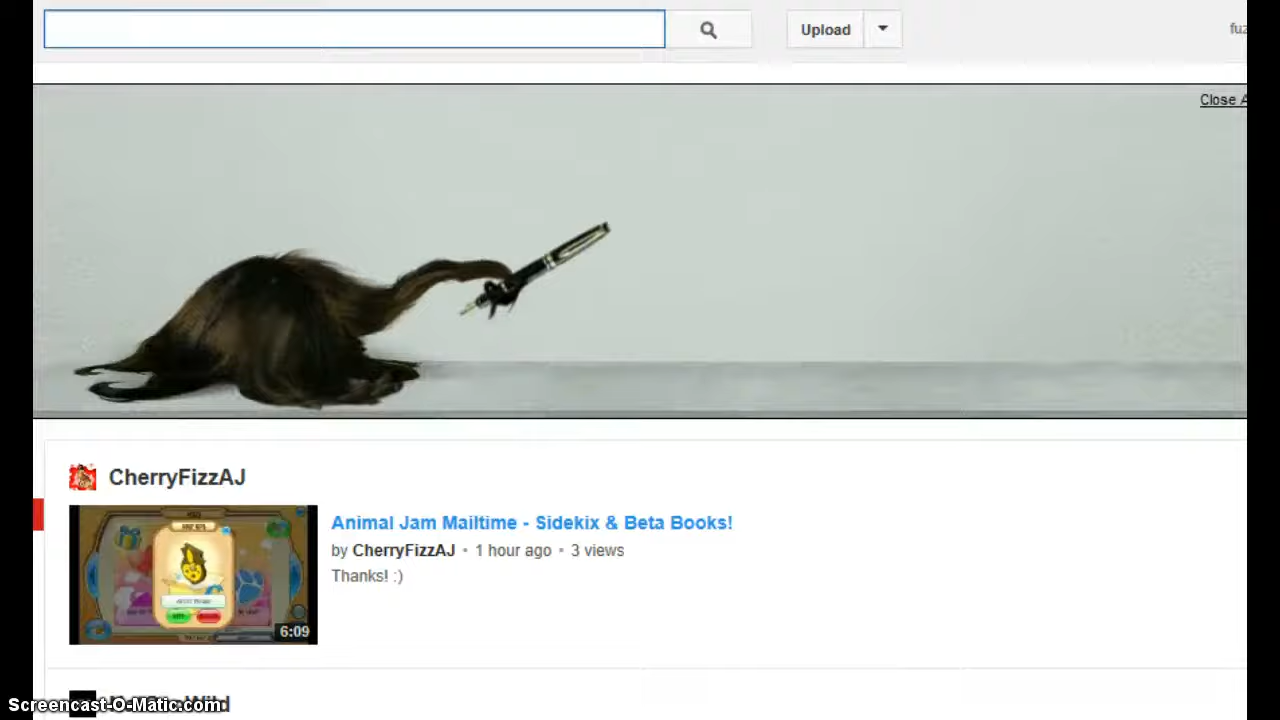 Upload
fuz
Close A
CherryFizzAJ
Animal Jam Mailtime - Sidekix & Beta Books!
by CherryFizzAJ • 1 hour ago • 3 views
Thanks! :)
6:09
Screencast-O-Matic.com